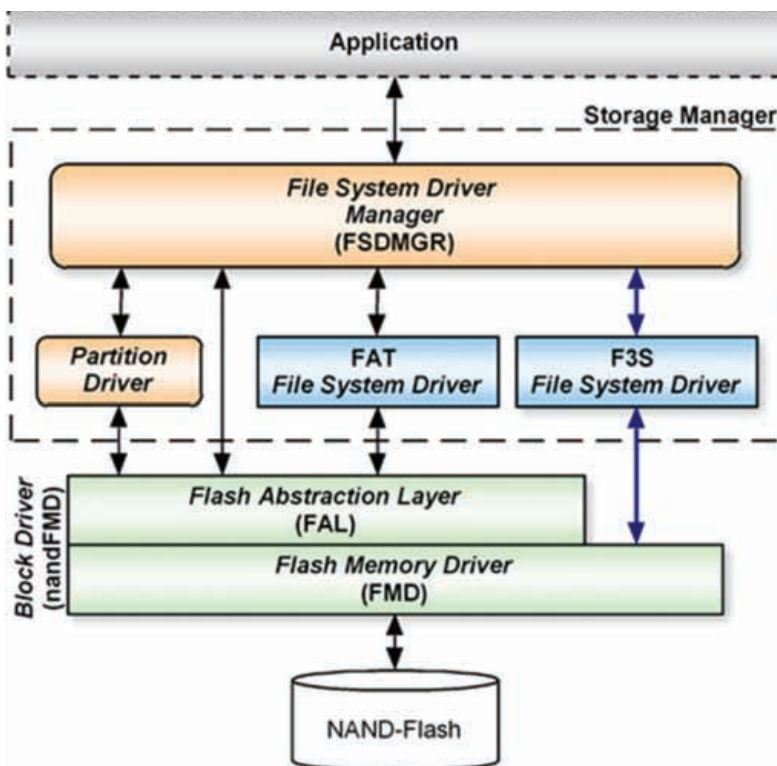 Application
Storage Manager
File System Driver
Manager
(FSDMGR)
Partition
Driver
FAT
File System Driver
F3S
File System Driver
Block Driver
(nandFMD)
Flash Abstraction Layer
(FAL)
Flash Memory Driver
(FMD)
NAND-Flash